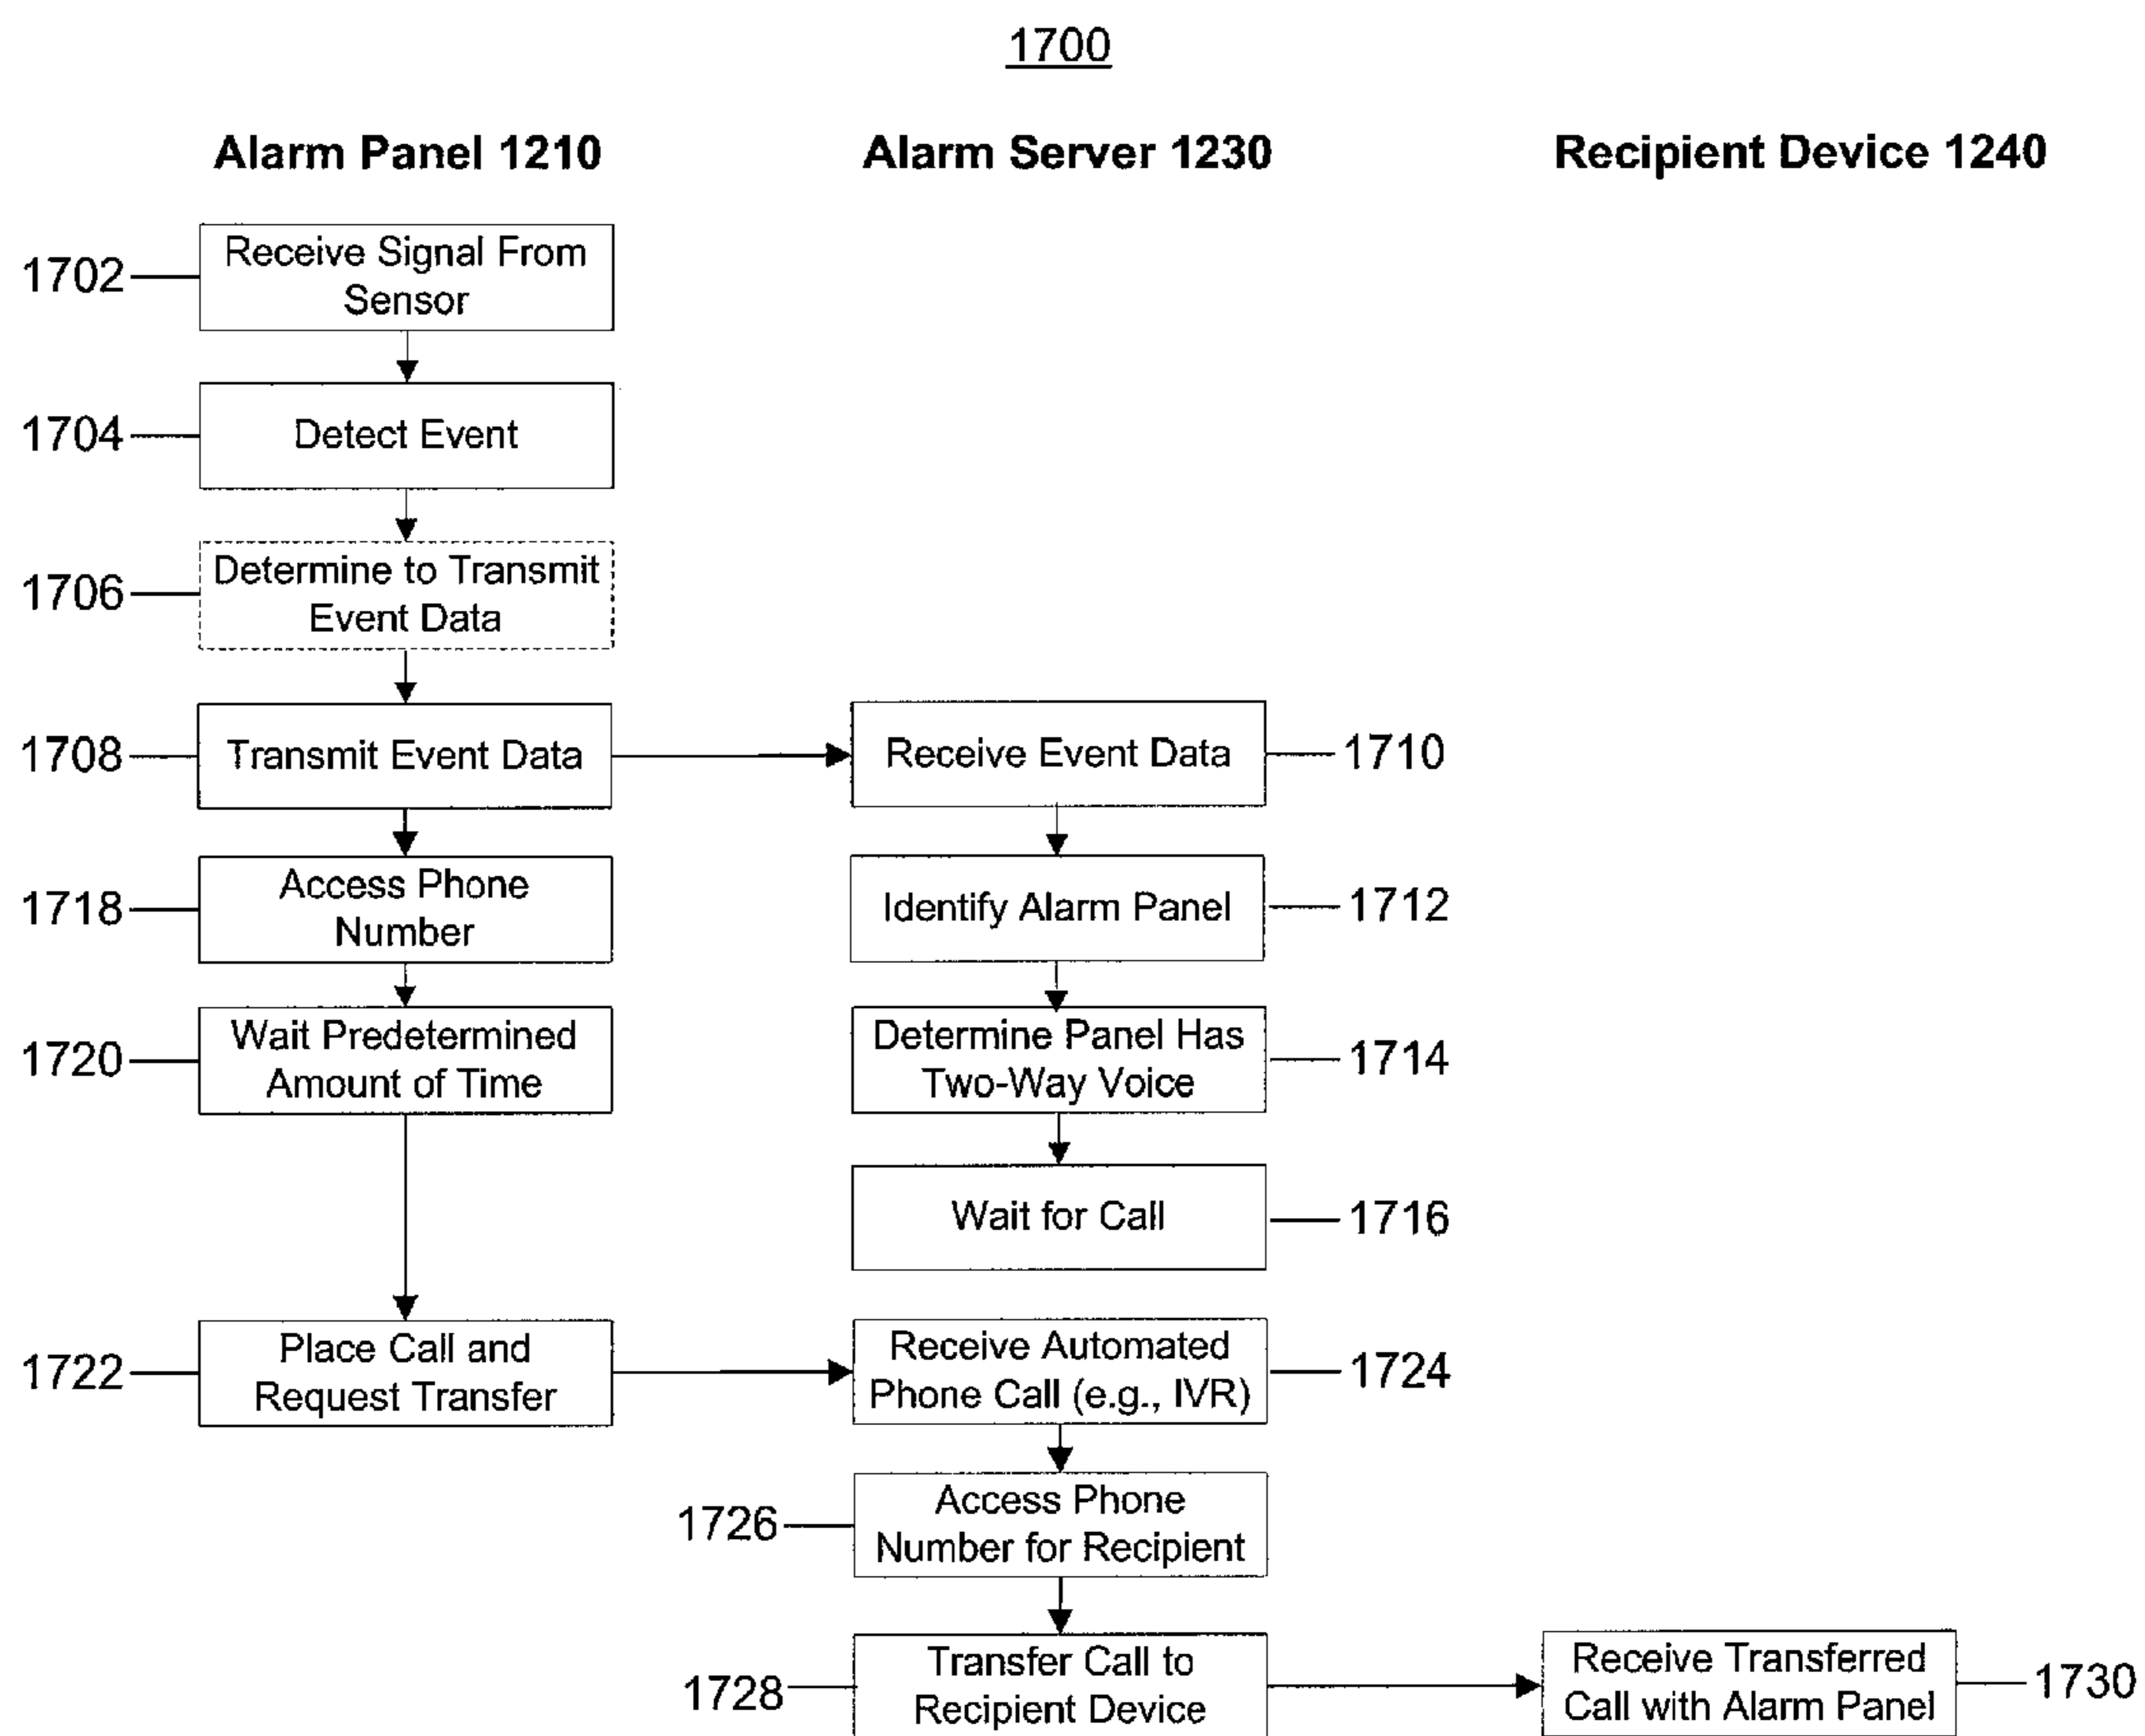 1700
Alarm Panel 1210
Alarm Server 1230
Recipient Device 1240
1702
Receive Signal From
Sensor
1704
Detect Event
1706
Determine to Transmit
Event Data
1708
Transmit Event Data
Receive Event Data
1710
1718
Access Phone
Number
Identify Alarm Panel
1712
1720
Wait Predetermined
Amount of Time
Determine Panel Has
Two-Way Voice
1714
Wait for Call
1716
1722
Place Call and
Request Transfer
Receive Automated
Phone Call (e.g., IVR)
1724
1726
Access Phone
Number for Recipient
1728
Transfer Call to
Recipient Device
Receive Transferred
Call with Alarm Panel
1730